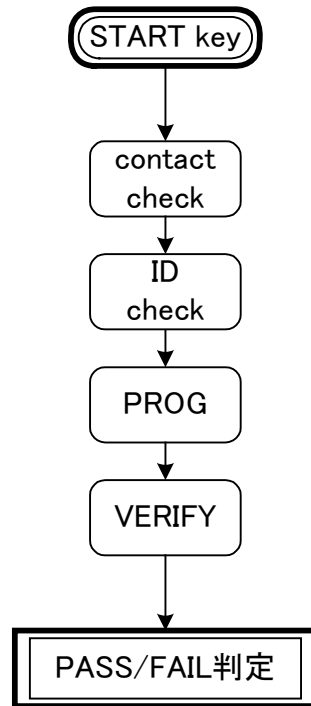 START key
contact
check
ID
check
PROG
VERIFY
PASS/FAIL判定